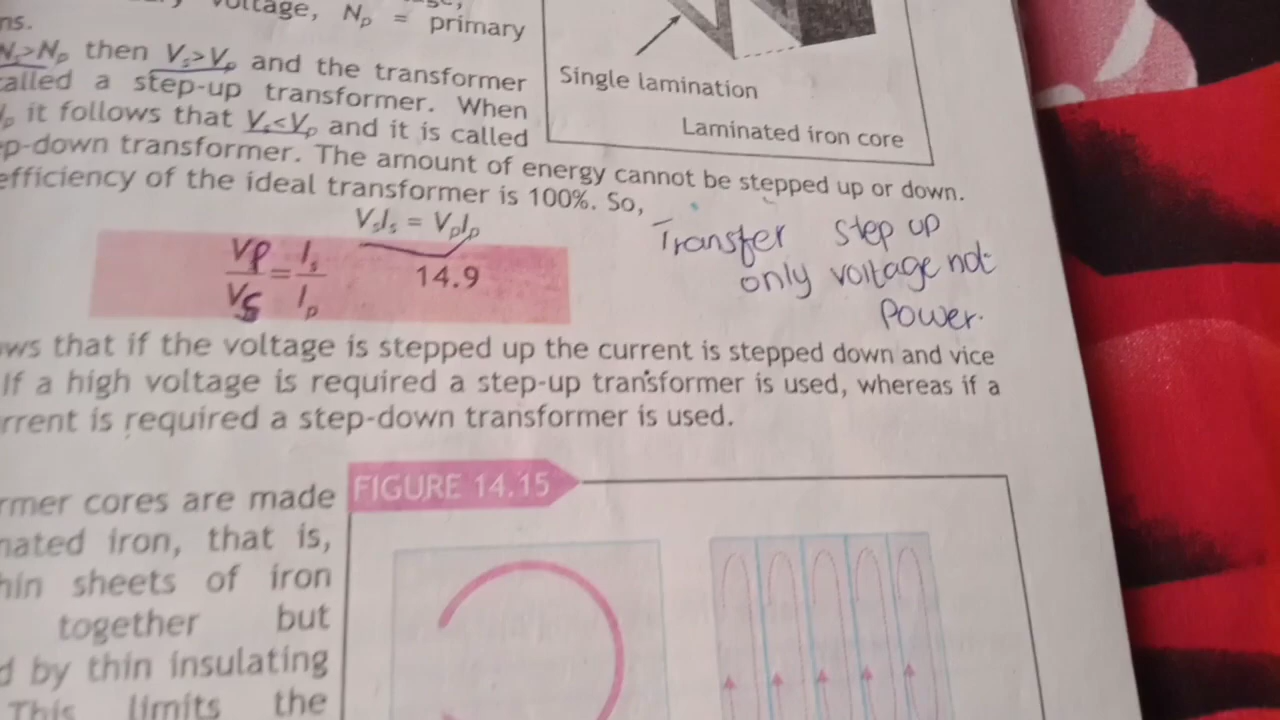 voltage, Nₚ = primary
ns.
Nₛ>Nₚ then Vₛ>Vₚ and the transformer
called a step-up transformer. When
ₚ it follows that Vₛ<Vₚ and it is called
p-down transformer. The amount of energy cannot be stepped up or down.
efficiency of the ideal transformer is 100%. So,
VₛIₛ = VₚIₚ
Vp/Vs = Iₛ/Iₚ 14.9
Single lamination
Laminated iron core
Transfer step up
only voltage not
power.
ws that if the voltage is stepped up the current is stepped down and vice
If a high voltage is required a step-up transformer is used, whereas if a
rrent is required a step-down transformer is used.
rmer cores are made
nated iron, that is,
hin sheets of iron
together but
d by thin insulating
This limits the
FIGURE 14.15